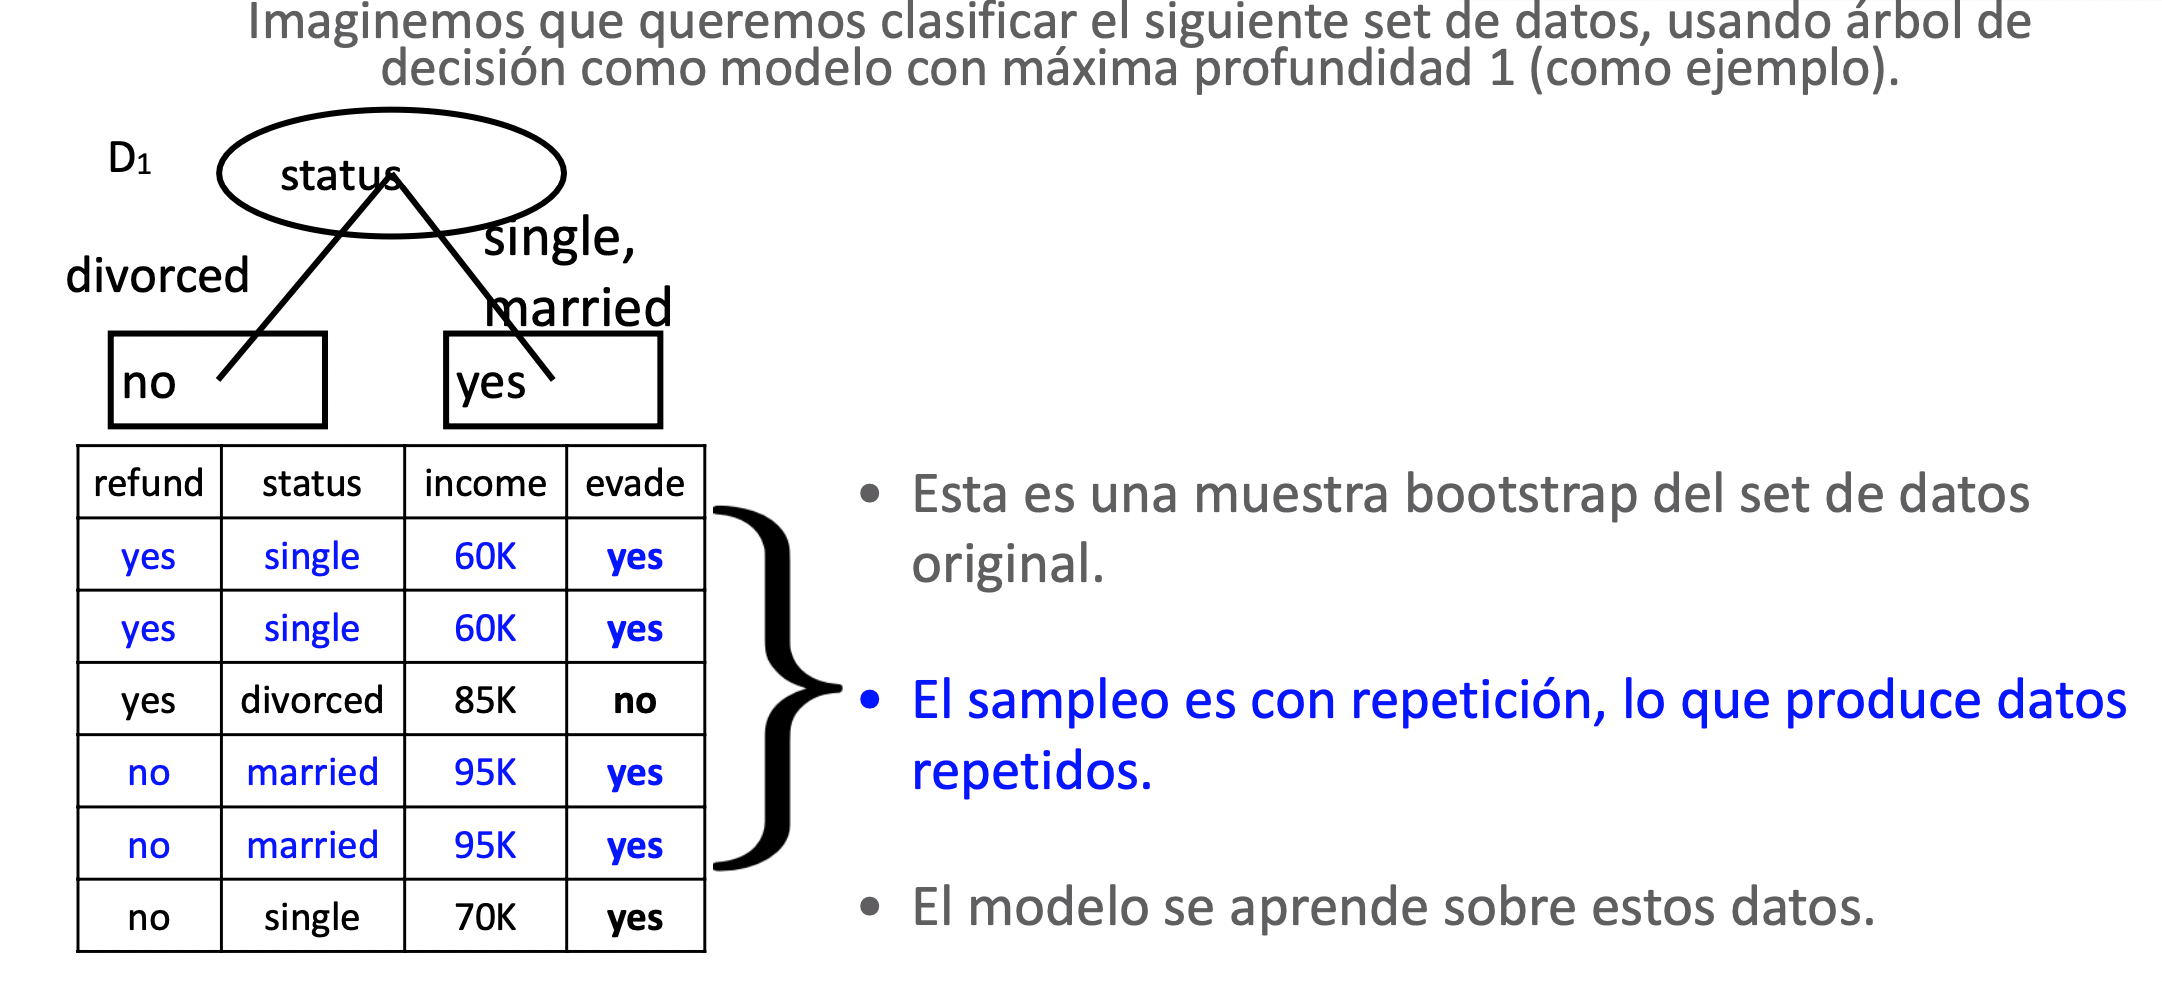 Imaginemos que queremos clasificar el siguiente set de datos, usando árbol de
decisión como modelo con máxima profundidad 1 (como ejemplo).
D1
status
single,
married
divorced
no
yes
refund status income evade
yes single 60K yes
yes single 60K yes
yes divorced 85K no
no married 95K yes
no married 95K yes
no single 70K yes
• Esta es una muestra bootstrap del set de datos
original.
• El sampleo es con repetición, lo que produce datos
repetidos.
• El modelo se aprende sobre estos datos.